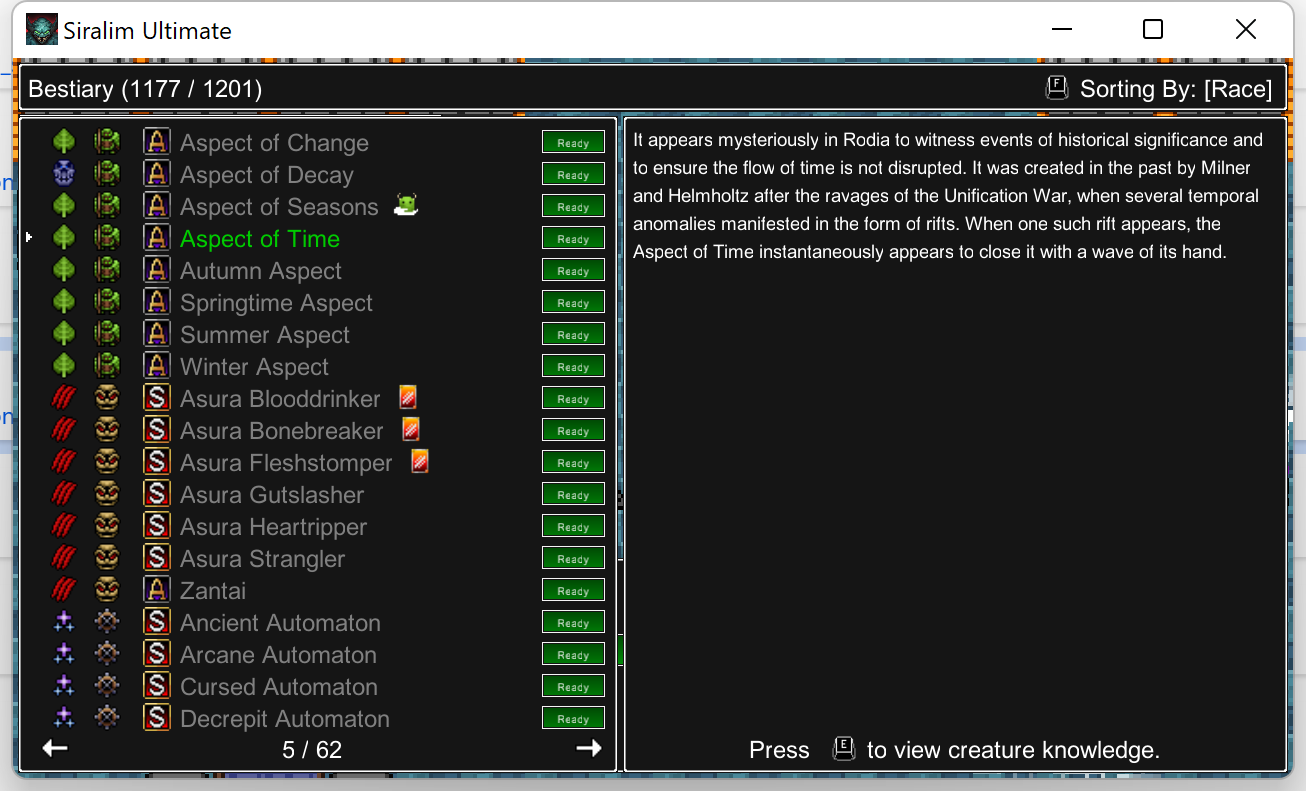 Siralim Ultimate
Bestiary (1177 / 1201)
F Sorting By: [Race]
A Aspect of Change Ready
A Aspect of Decay Ready
A Aspect of Seasons Ready
A Aspect of Time Ready
A Autumn Aspect Ready
A Springtime Aspect Ready
A Summer Aspect Ready
A Winter Aspect Ready
S Asura Blooddrinker Ready
S Asura Bonebreaker Ready
S Asura Fleshstomper Ready
S Asura Gutslasher Ready
S Asura Heartripper Ready
S Asura Strangler Ready
A Zantai Ready
S Ancient Automaton Ready
S Arcane Automaton Ready
S Cursed Automaton Ready
S Decrepit Automaton Ready
5 / 62
It appears mysteriously in Rodia to witness events of historical significance and
to ensure the flow of time is not disrupted. It was created in the past by Milner
and Helmholtz after the ravages of the Unification War, when several temporal
anomalies manifested in the form of rifts. When one such rift appears, the
Aspect of Time instantaneously appears to close it with a wave of its hand.
Press E to view creature knowledge.